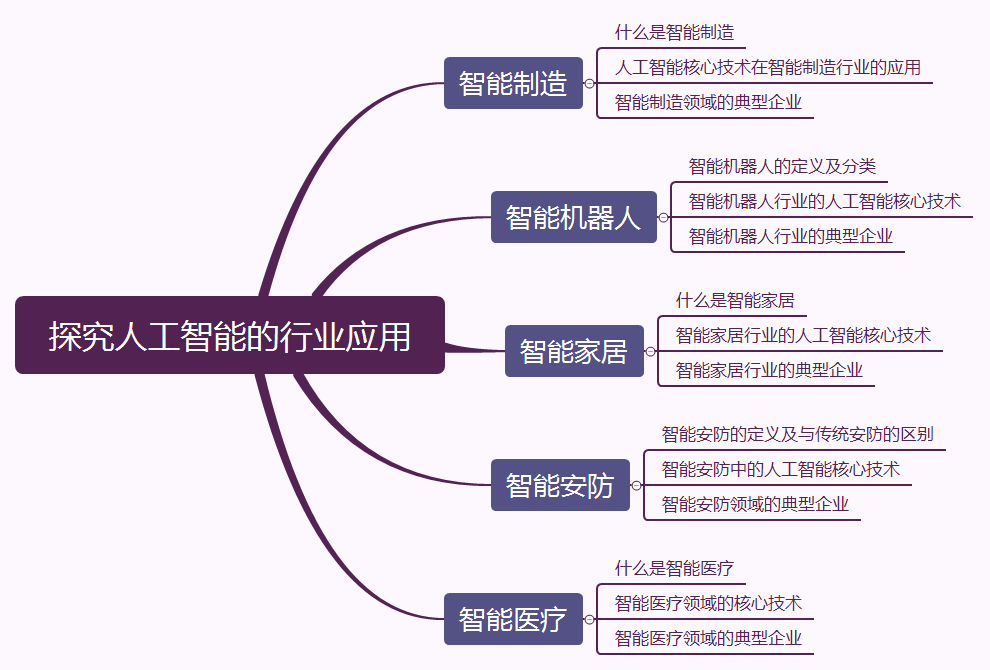 探究人工智能的行业应用
智能制造
什么是智能制造
人工智能核心技术在智能制造行业的应用
智能制造领域的典型企业
智能机器人
智能机器人的定义及分类
智能机器人行业的人工智能核心技术
智能机器人行业的典型企业
智能家居
什么是智能家居
智能家居行业的人工智能核心技术
智能家居行业的典型企业
智能安防
智能安防的定义及与传统安防的区别
智能安防中的人工智能核心技术
智能安防领域的典型企业
智能医疗
什么是智能医疗
智能医疗领域的核心技术
智能医疗领域的典型企业